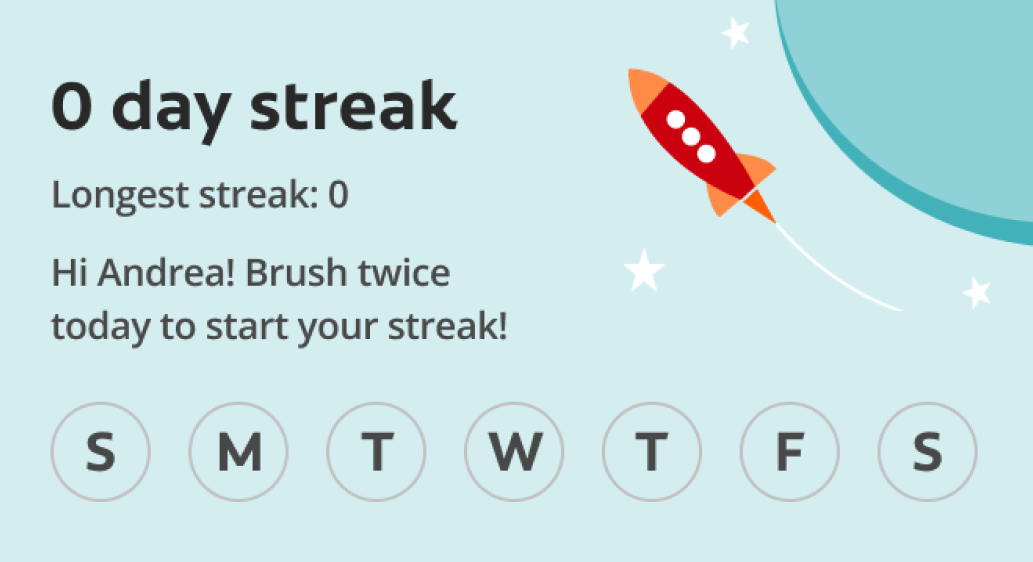 0 day streak
Longest streak: 0
Hi Andrea! Brush twice
today to start your streak!
S M T W T F S